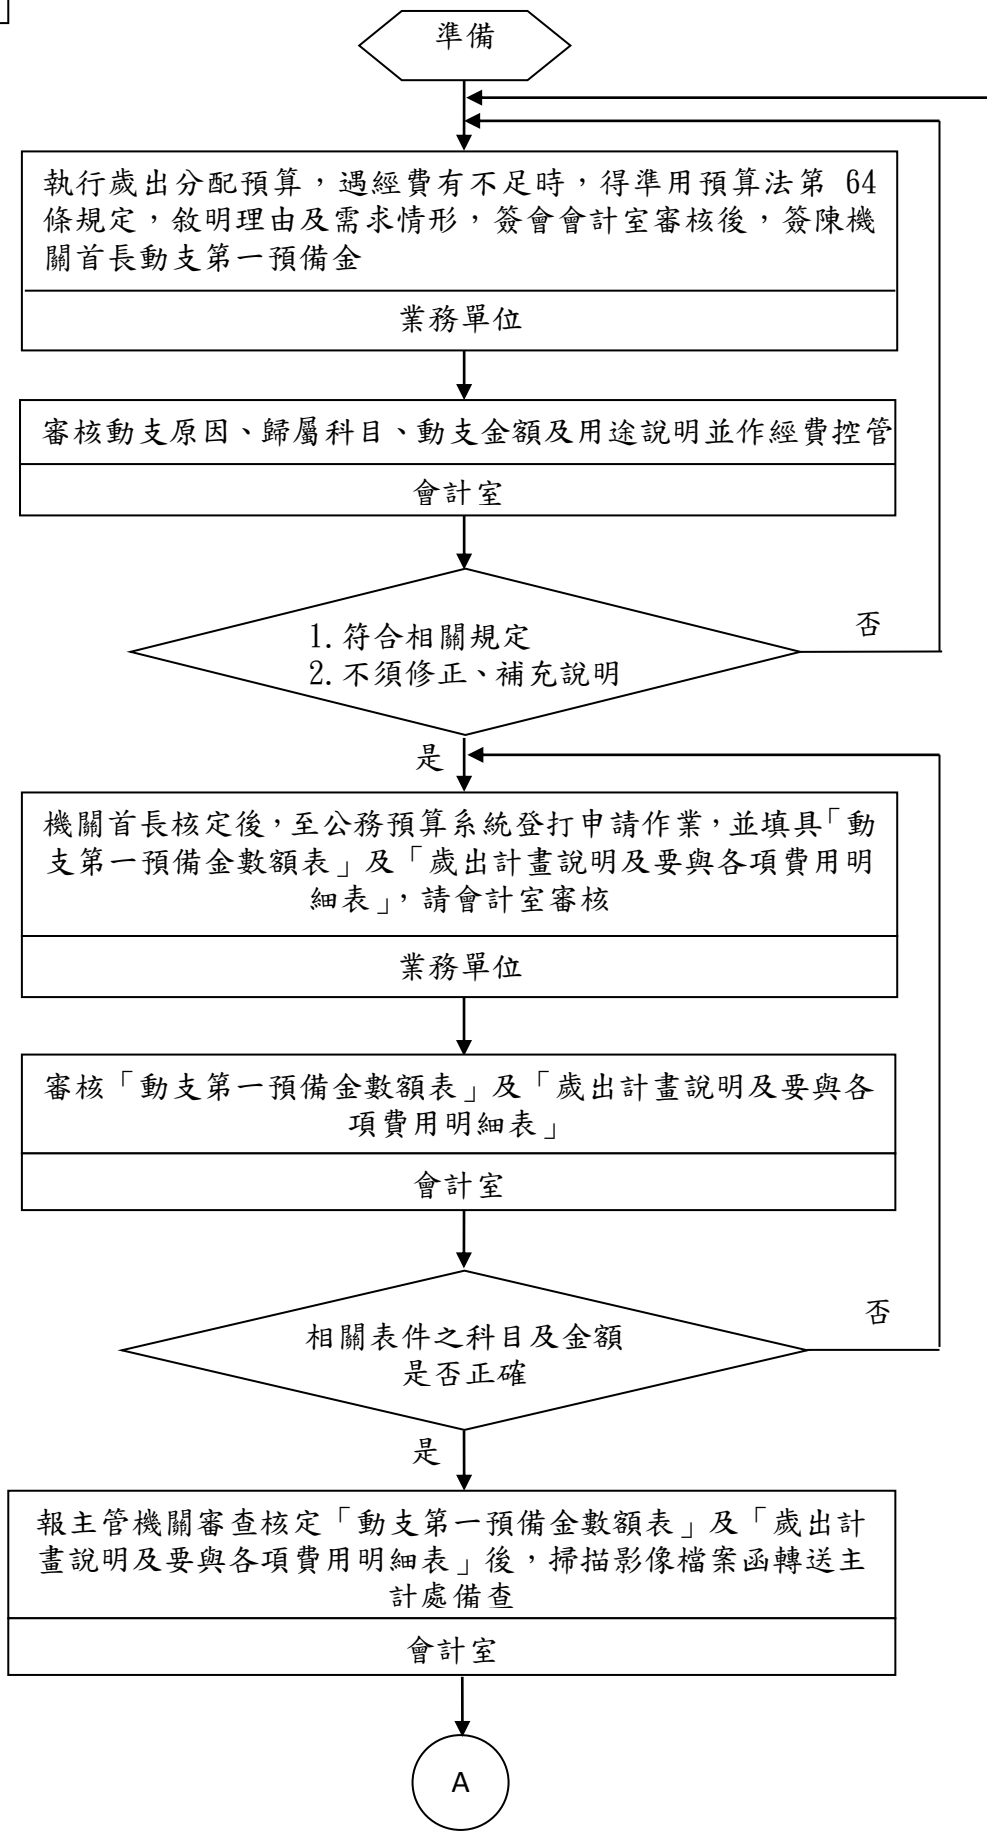 準備
執行歲出分配預算，遇經費有不足時，得準用預算法第 64
條規定，敘明理由及需求情形，簽會會計室審核後，簽陳機
關首長動支第一預備金
業務單位
審核動支原因、歸屬科目、動支金額及用途說明並作經費控管
會計室
1.符合相關規定
2.不須修正、補充說明
否
是
機關首長核定後，至公務預算系統登打申請作業，並填具「動
支第一預備金數額表」及「歲出計畫說明及要與各項費用明
細表」，請會計室審核
業務單位
審核「動支第一預備金數額表」及「歲出計畫說明及要與各
項費用明細表」
會計室
相關表件之科目及金額
是否正確
否
是
報主管機關審查核定「動支第一預備金數額表」及「歲出計
畫說明及要與各項費用明細表」後，掃描影像檔案函轉送主
計處備查
會計室
A